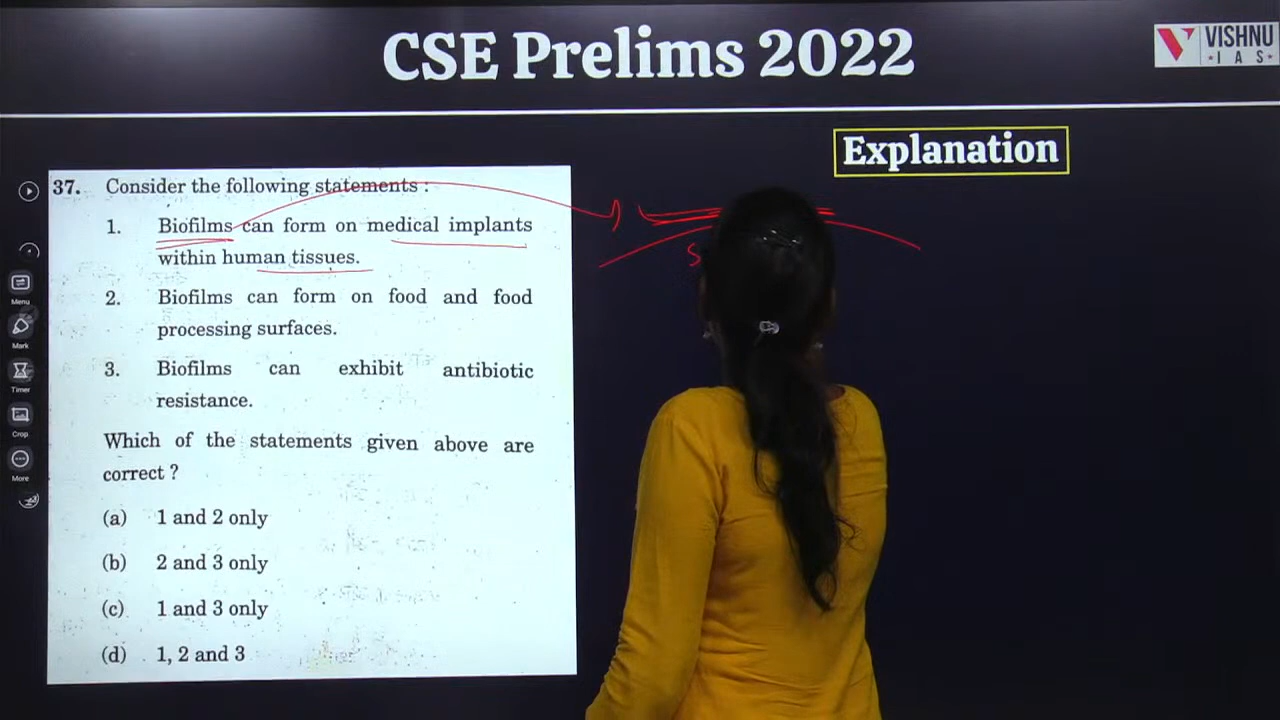 CSE Prelims 2022
VISHNU
IAS
Explanation
37. Consider the following statements :
1. Biofilms can form on medical implants
within human tissues.
2. Biofilms can form on food and food
processing surfaces.
3. Biofilms can exhibit antibiotic
resistance.
Which of the statements given above are
correct ?
(a) 1 and 2 only
(b) 2 and 3 only
(c) 1 and 3 only
(d) 1, 2 and 3
Menu
Mark
Timer
Crop
More